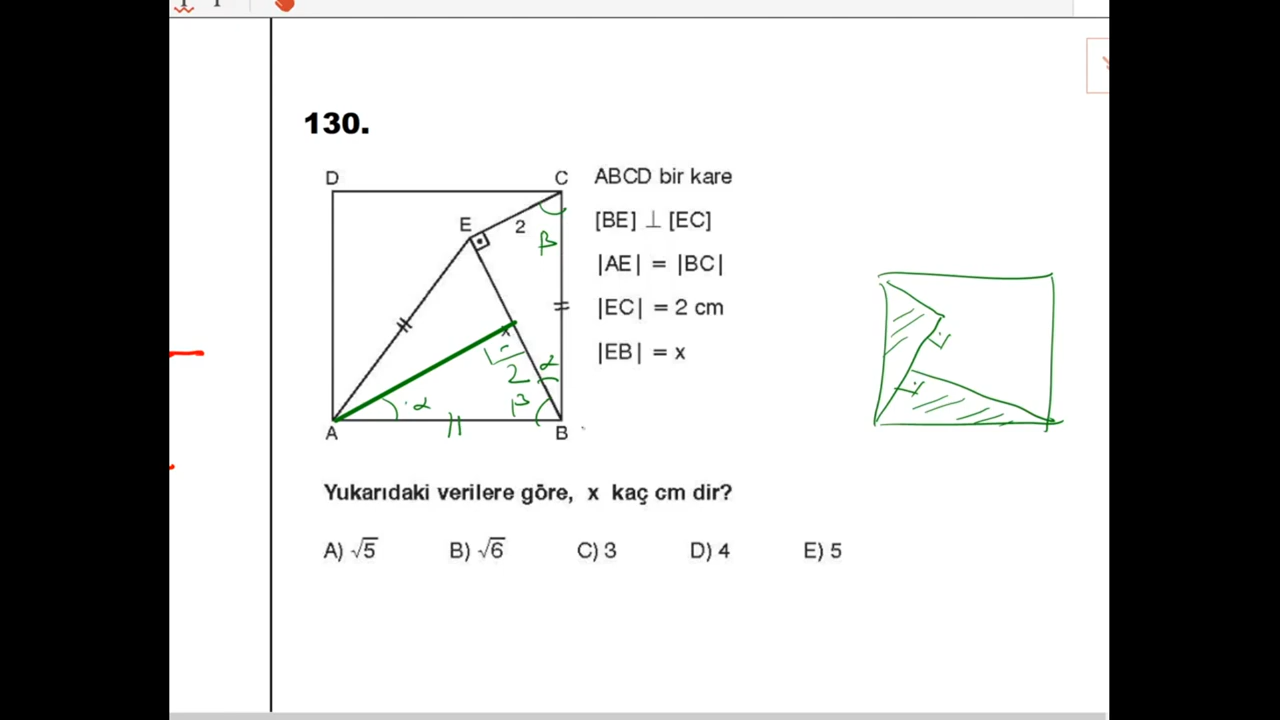 130.
D
C
E
2
β
α
2
α
β
A
B
ABCD bir kare
[BE] ⊥ [EC]
|AE| = |BC|
|EC| = 2 cm
|EB| = x
Yukarıdaki verilere göre, x kaç cm dir?
A) √5 B) √6 C) 3 D) 4 E) 5